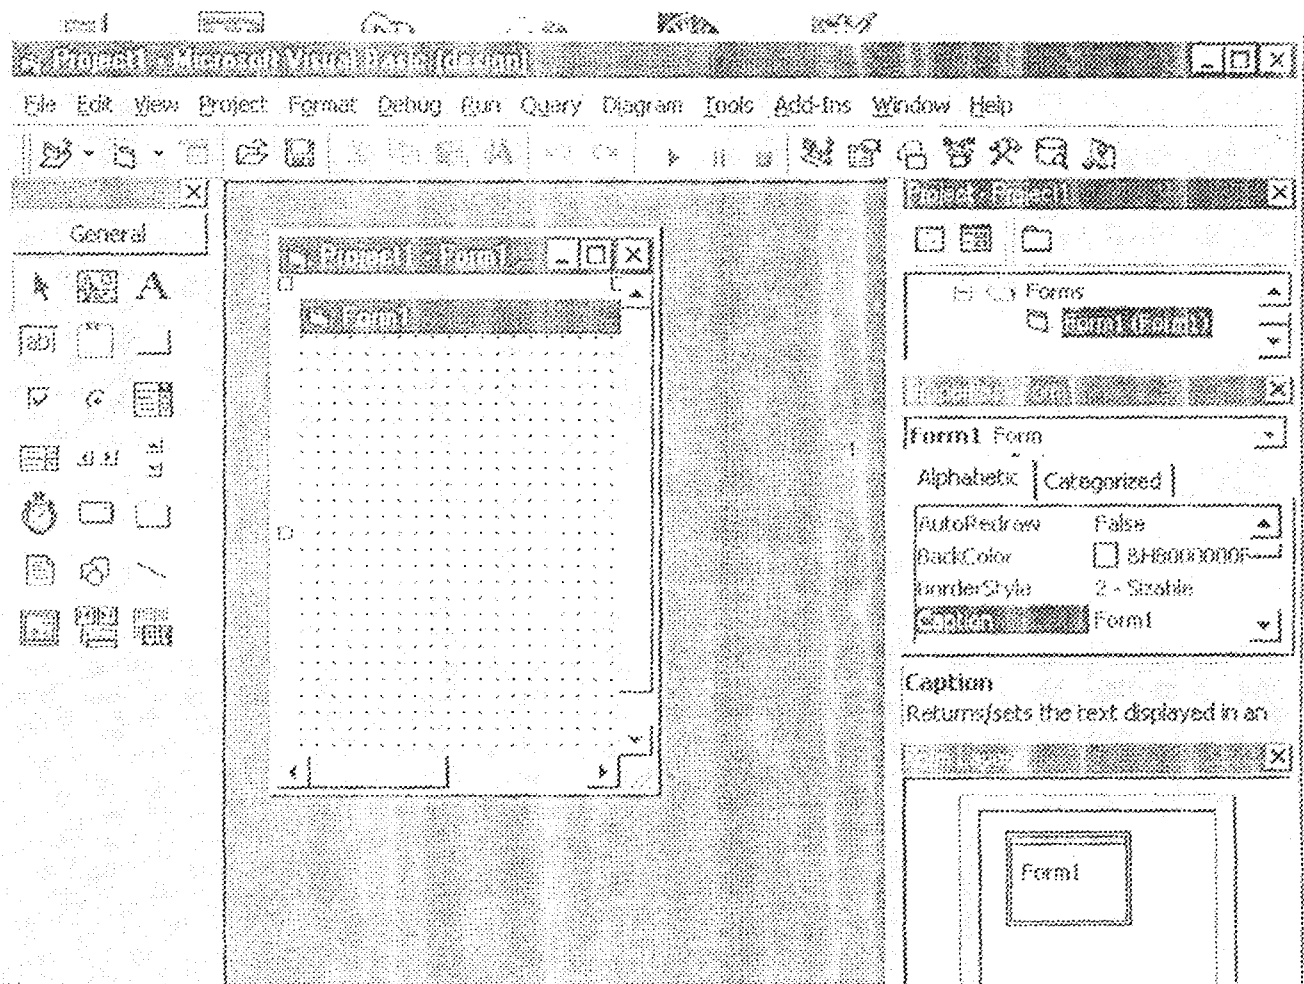 Project1 - Microsoft Visual Basic [design]
File Edit View Project Format Debug Run Query Diagram Tools Add-Ins Window Help
General
A
ab|
Project1 - Form1
Form1
Project - Project1
Forms
Form1 (Form1)
Form1 Form
Alphabetic Categorized
AutoRedraw False
BackColor
BorderStyle 2 - Sizable
Caption Form1
Caption
Returns/sets the text displayed in an
Form1